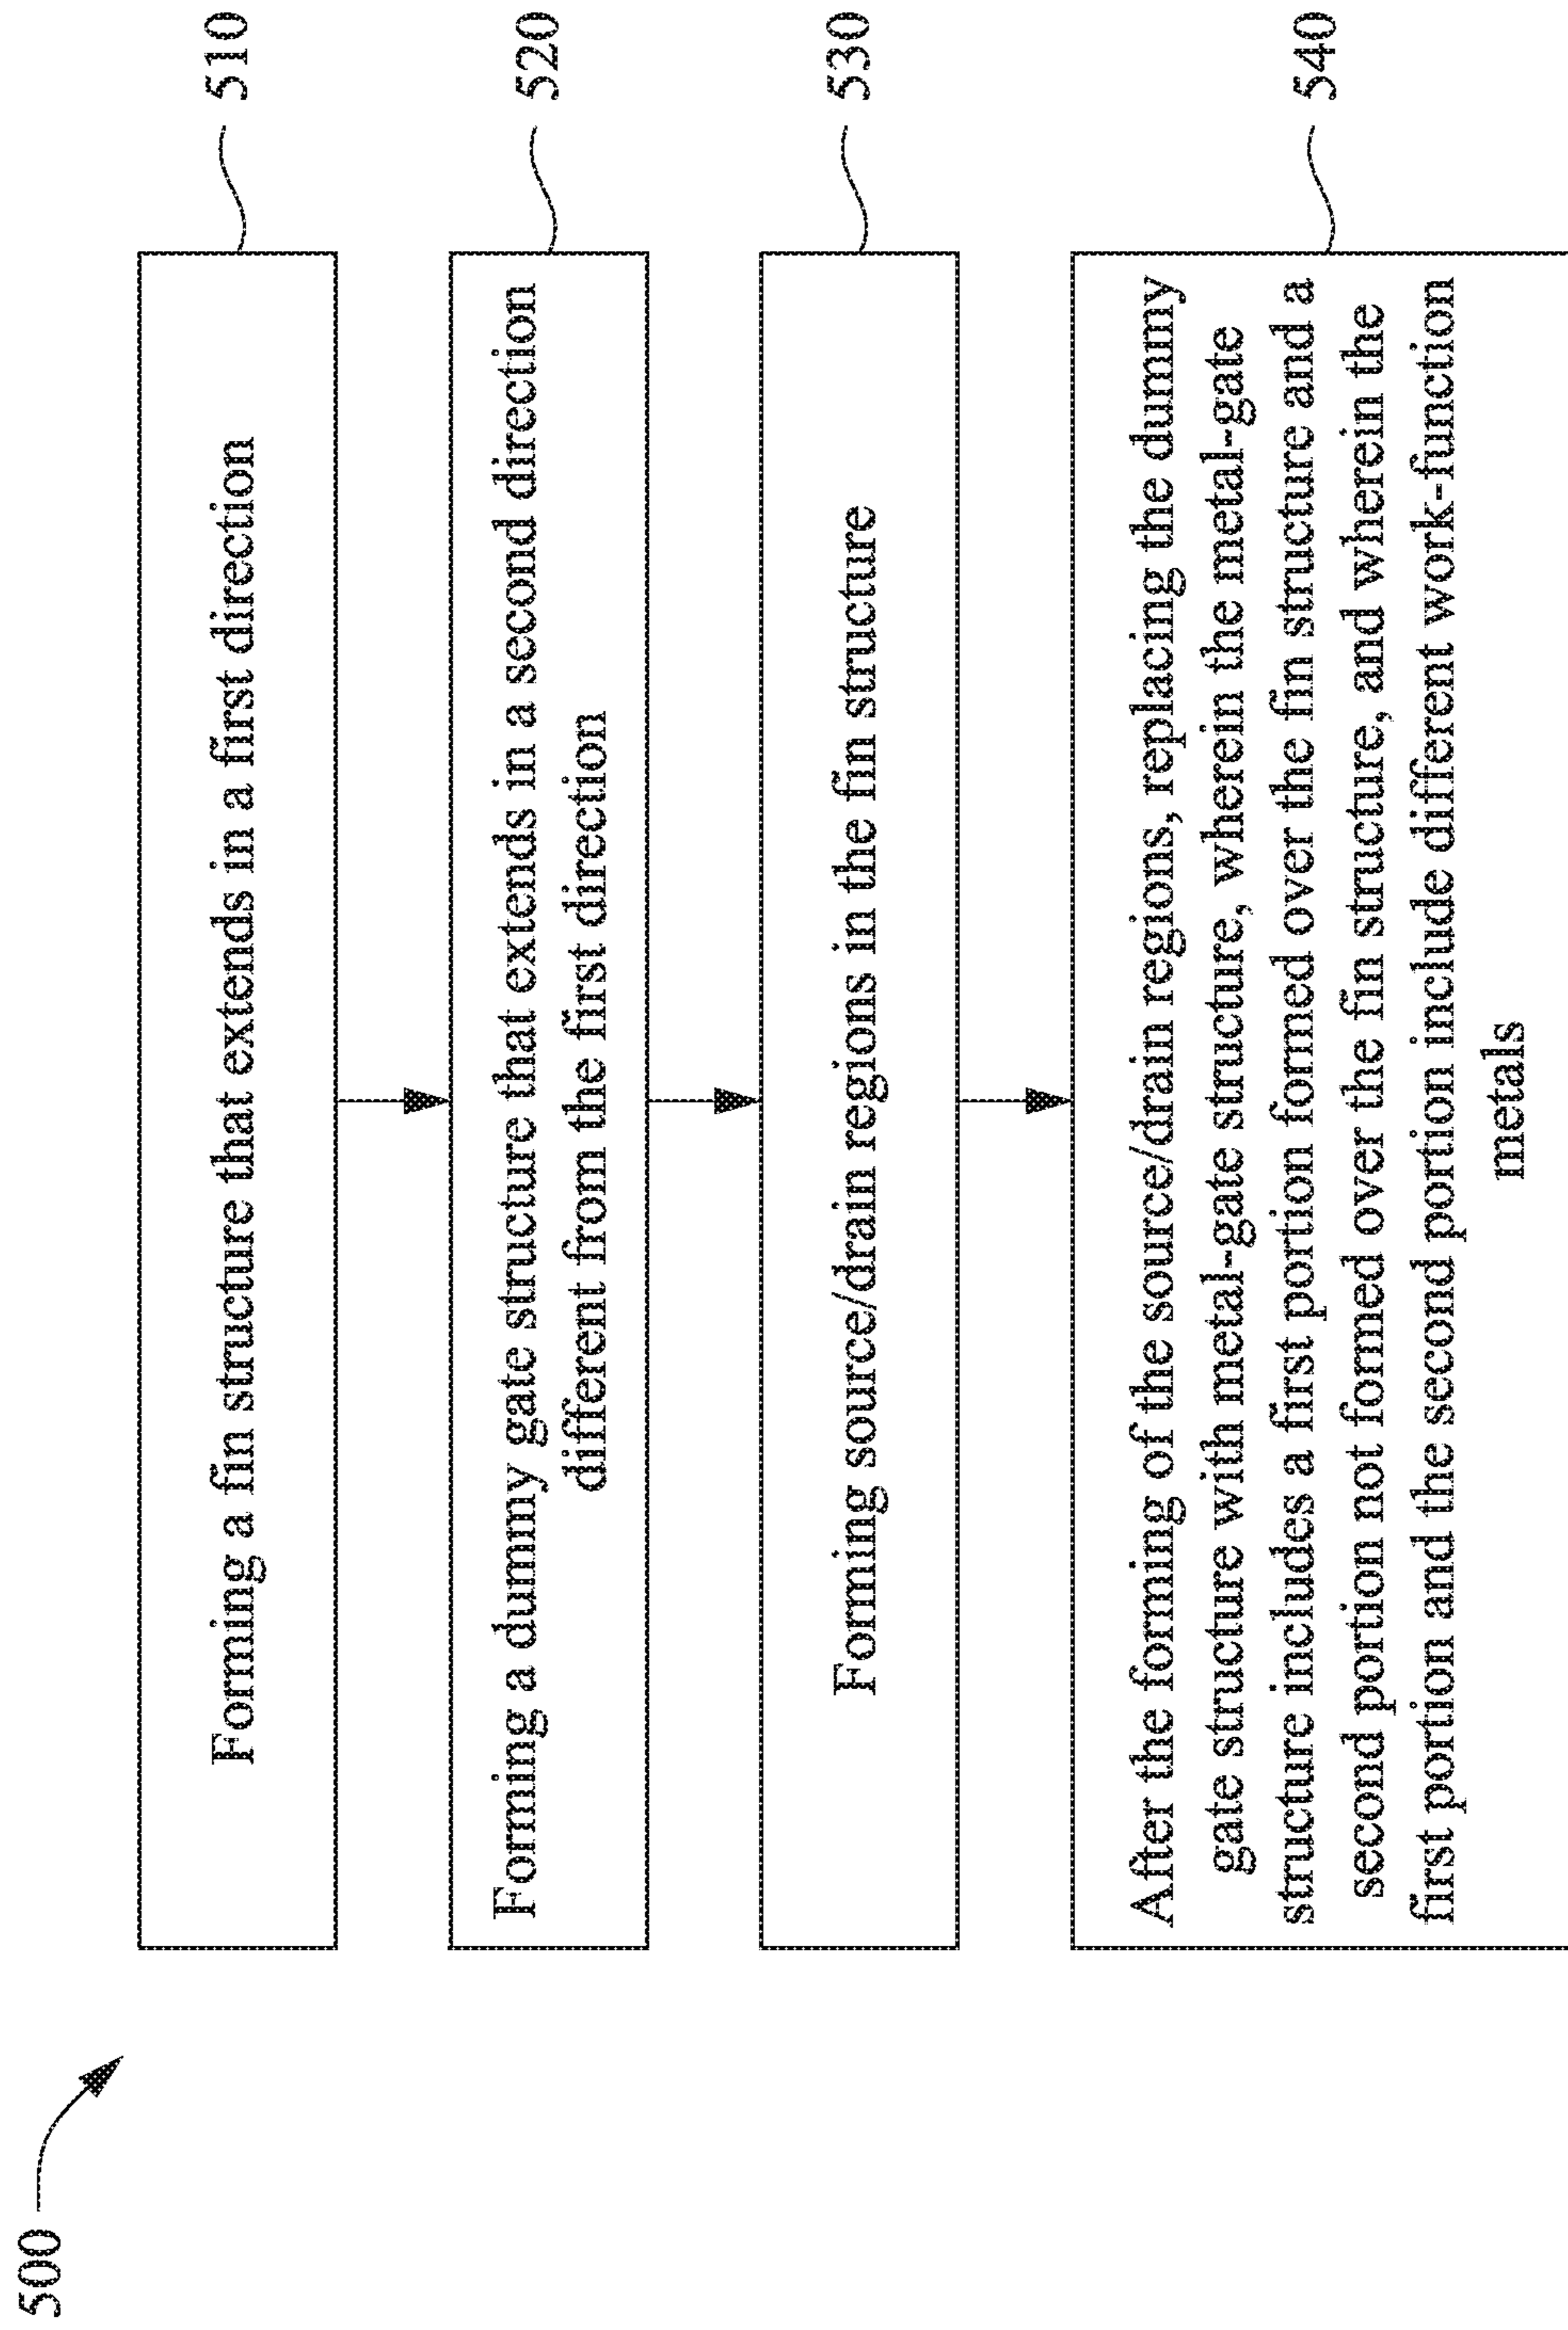 500
Forming a fin structure that extends in a first direction
510
Forming a dummy gate structure that extends in a second direction
different from the first direction
520
Forming source/drain regions in the fin structure
530
After the forming of the source/drain regions, replacing the dummy
gate structure with metal-gate structure, wherein the metal-gate
structure includes a first portion formed over the fin structure and a
second portion not formed over the fin structure, and wherein the
first portion and the second portion include different work-function
metals
540